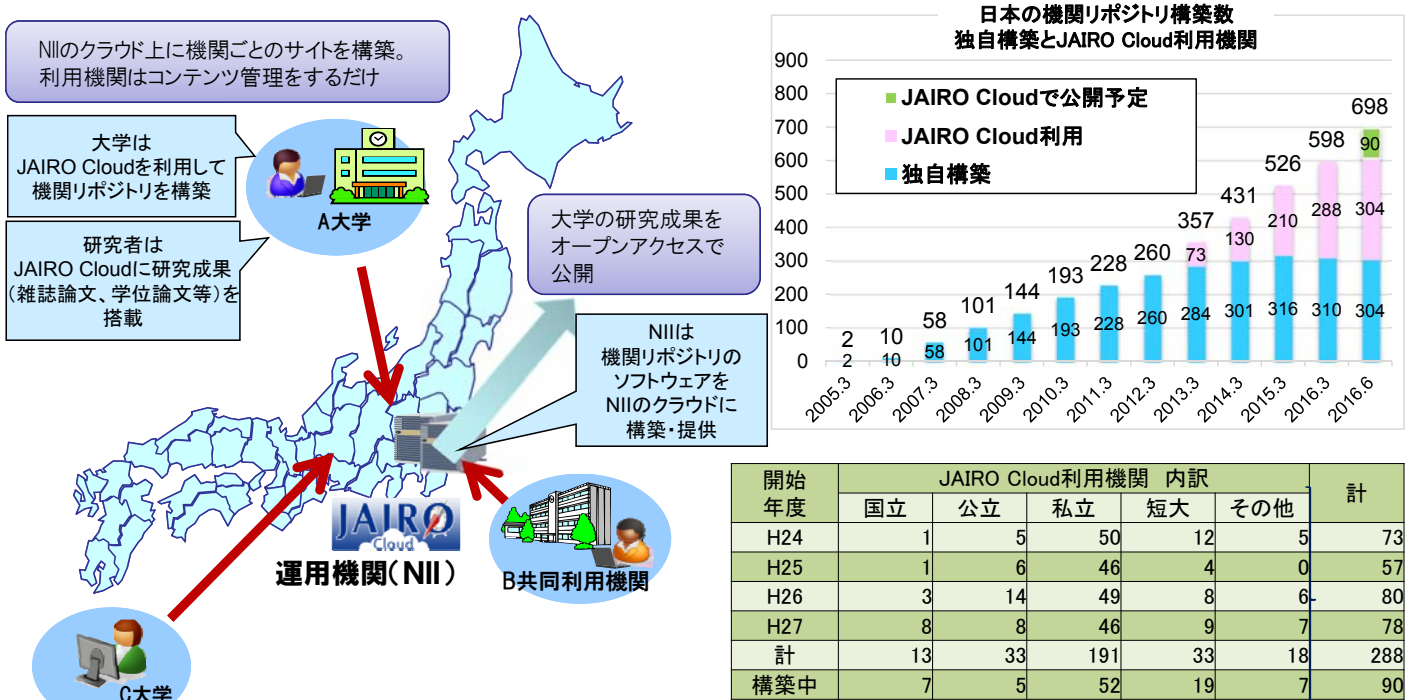 NIIのクラウド上に機関ごとのサイトを構築。
利用機関はコンテンツ管理をするだけ
大学は
JAIRO Cloudを利用して
機関リポジトリを構築
研究者は
JAIRO Cloudに研究成果
(雑誌論文、学位論文等)を
搭載
A大学
大学の研究成果を
オープンアクセスで
公開
NIIは
機関リポジトリの
ソフトウェアを
NIIのクラウドに
構築・提供
JAIRO
Cloud
運用機関(NII)
B共同利用機関
C大学
日本の機関リポジトリ構築数
独自構築とJAIRO Cloud利用機関
JAIRO Cloudで公開予定
JAIRO Cloud利用
独自構築
900
800
700
600
500
400
300
200
100
0
2 10 58 101 144 193 228 260 357 431 526 598 698
90
73 130 210 288 304
2 10 58 101 144 193 228 260 284 301 316 310 304
2005.3 2006.3 2007.3 2008.3 2009.3 2010.3 2011.3 2012.3 2013.3 2014.3 2015.3 2016.3 2016.6
開始年度 JAIRO Cloud利用機関 内訳 計
国立 公立 私立 短大 その他
H24 1 5 50 12 5 73
H25 1 6 46 4 0 57
H26 3 14 49 8 6 80
H27 8 8 46 9 7 78
計 13 33 191 33 18 288
構築中 7 5 52 19 7 90